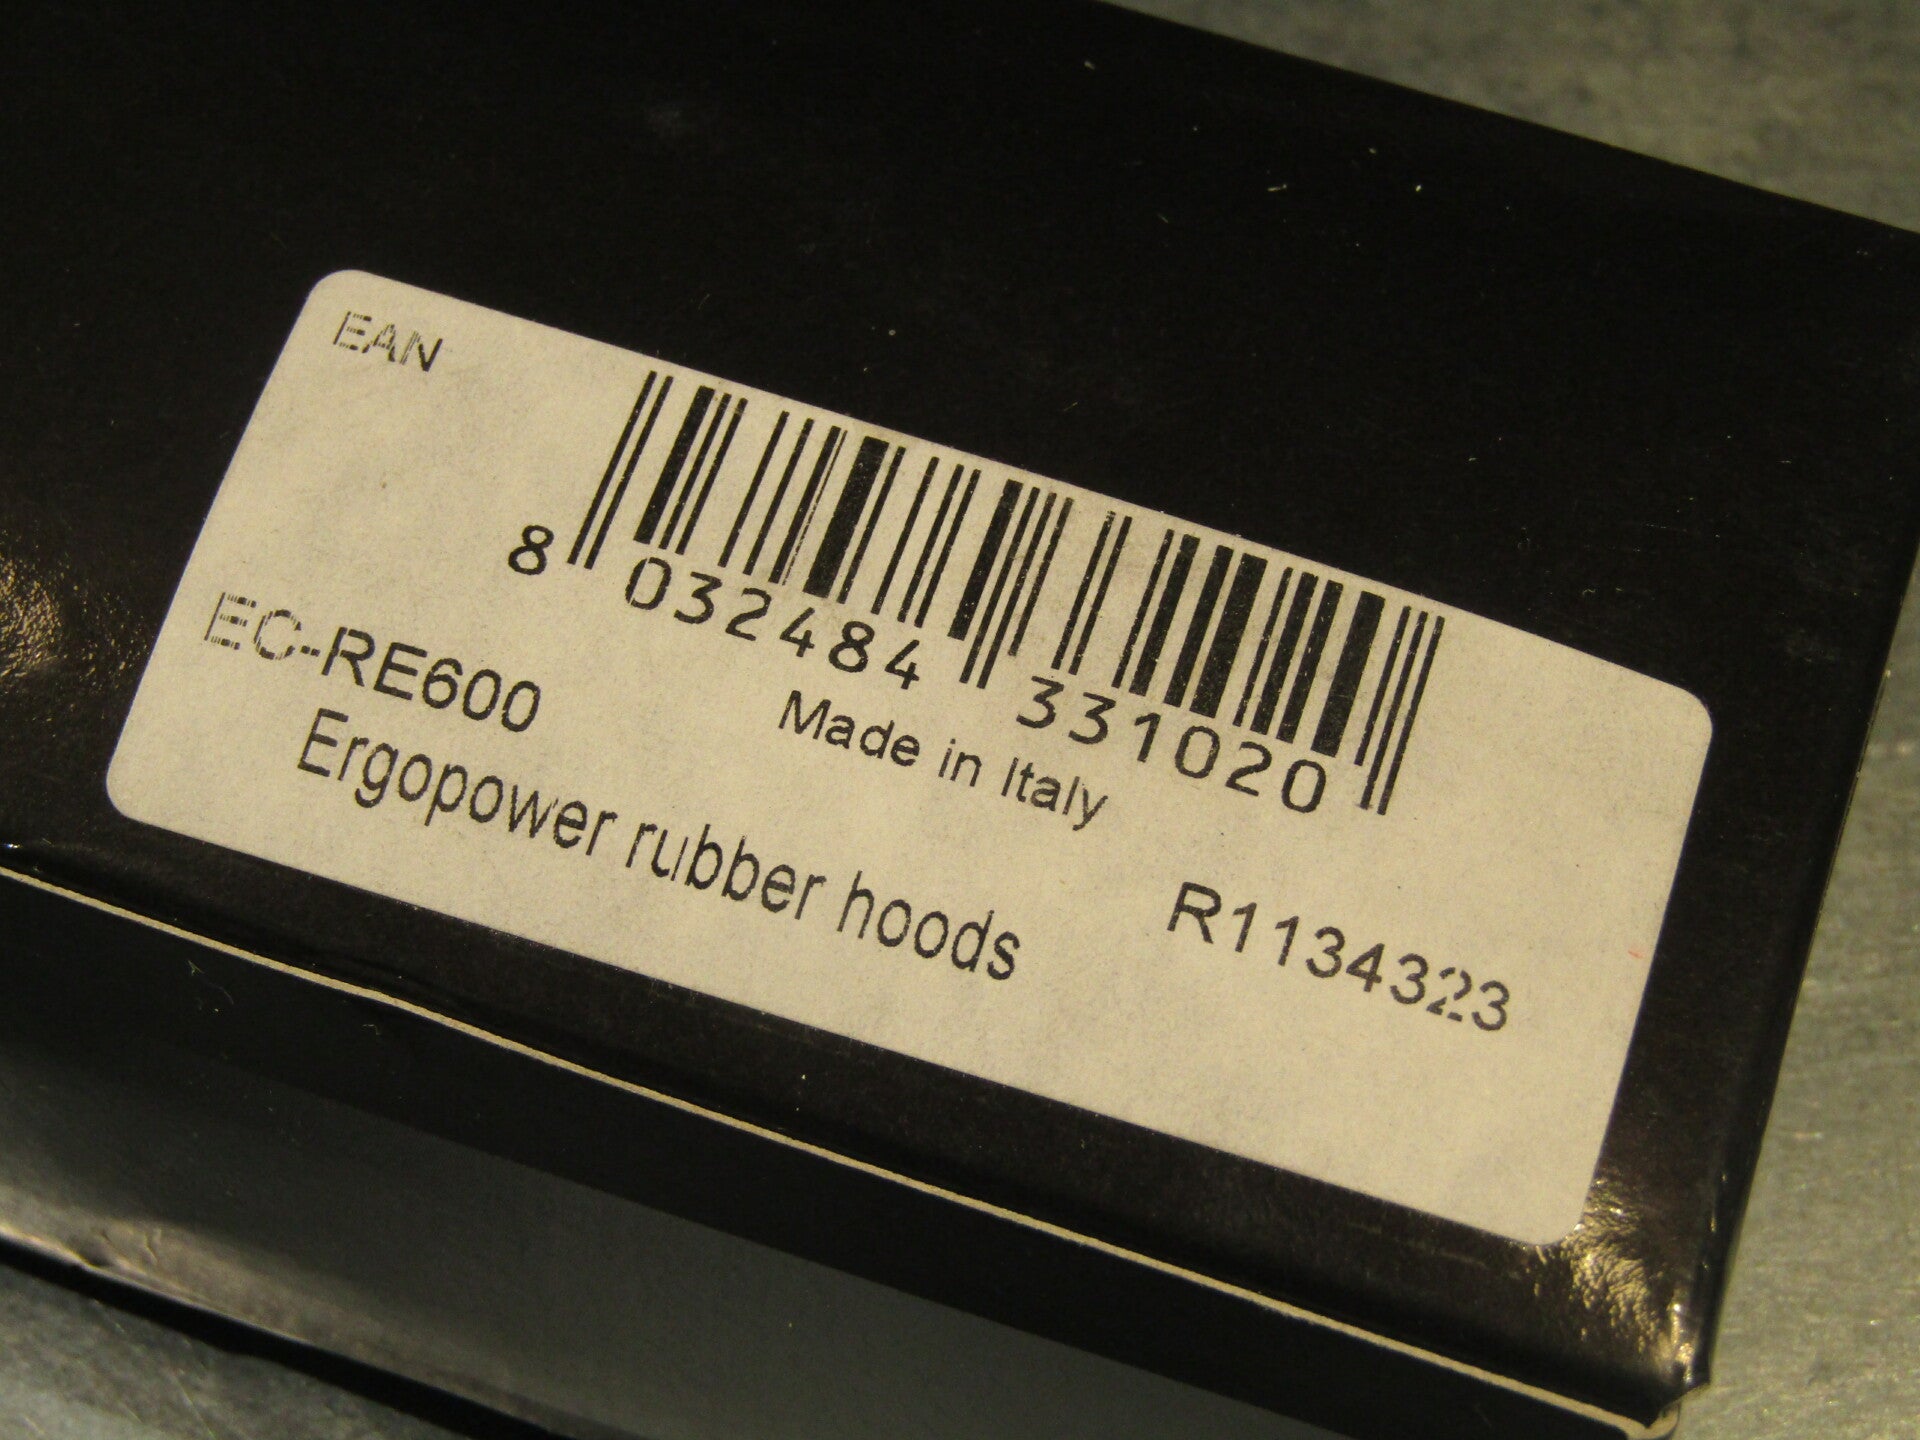 EAN
8 032484 331020
EC-RE600
Made in Italy
Ergopower rubber hoods
R1134323